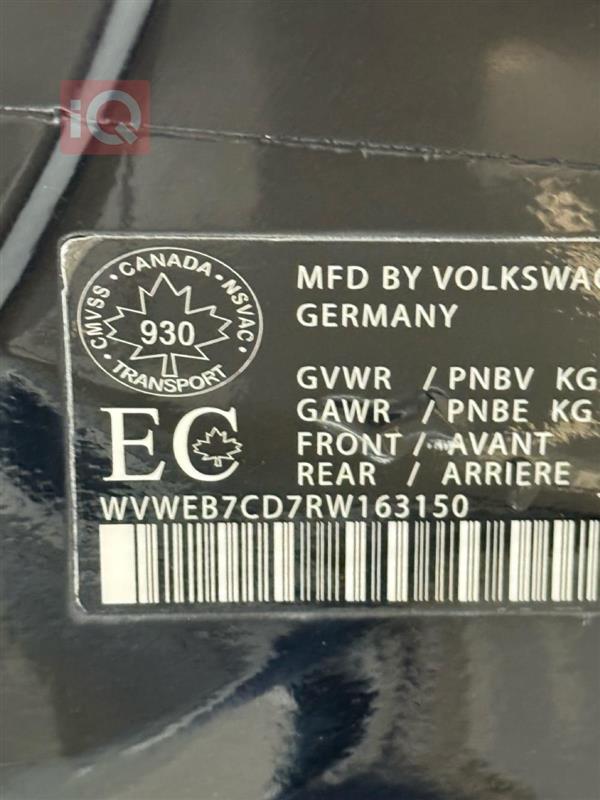 iQ
CMVSS · CANADA · NSVAC · TRANSPORT
930
EC
MFD BY VOLKSWAG
GERMANY
GVWR / PNBV KG
GAWR / PNBE KG
FRONT / AVANT
REAR / ARRIERE
WVWEB7CD7RW163150